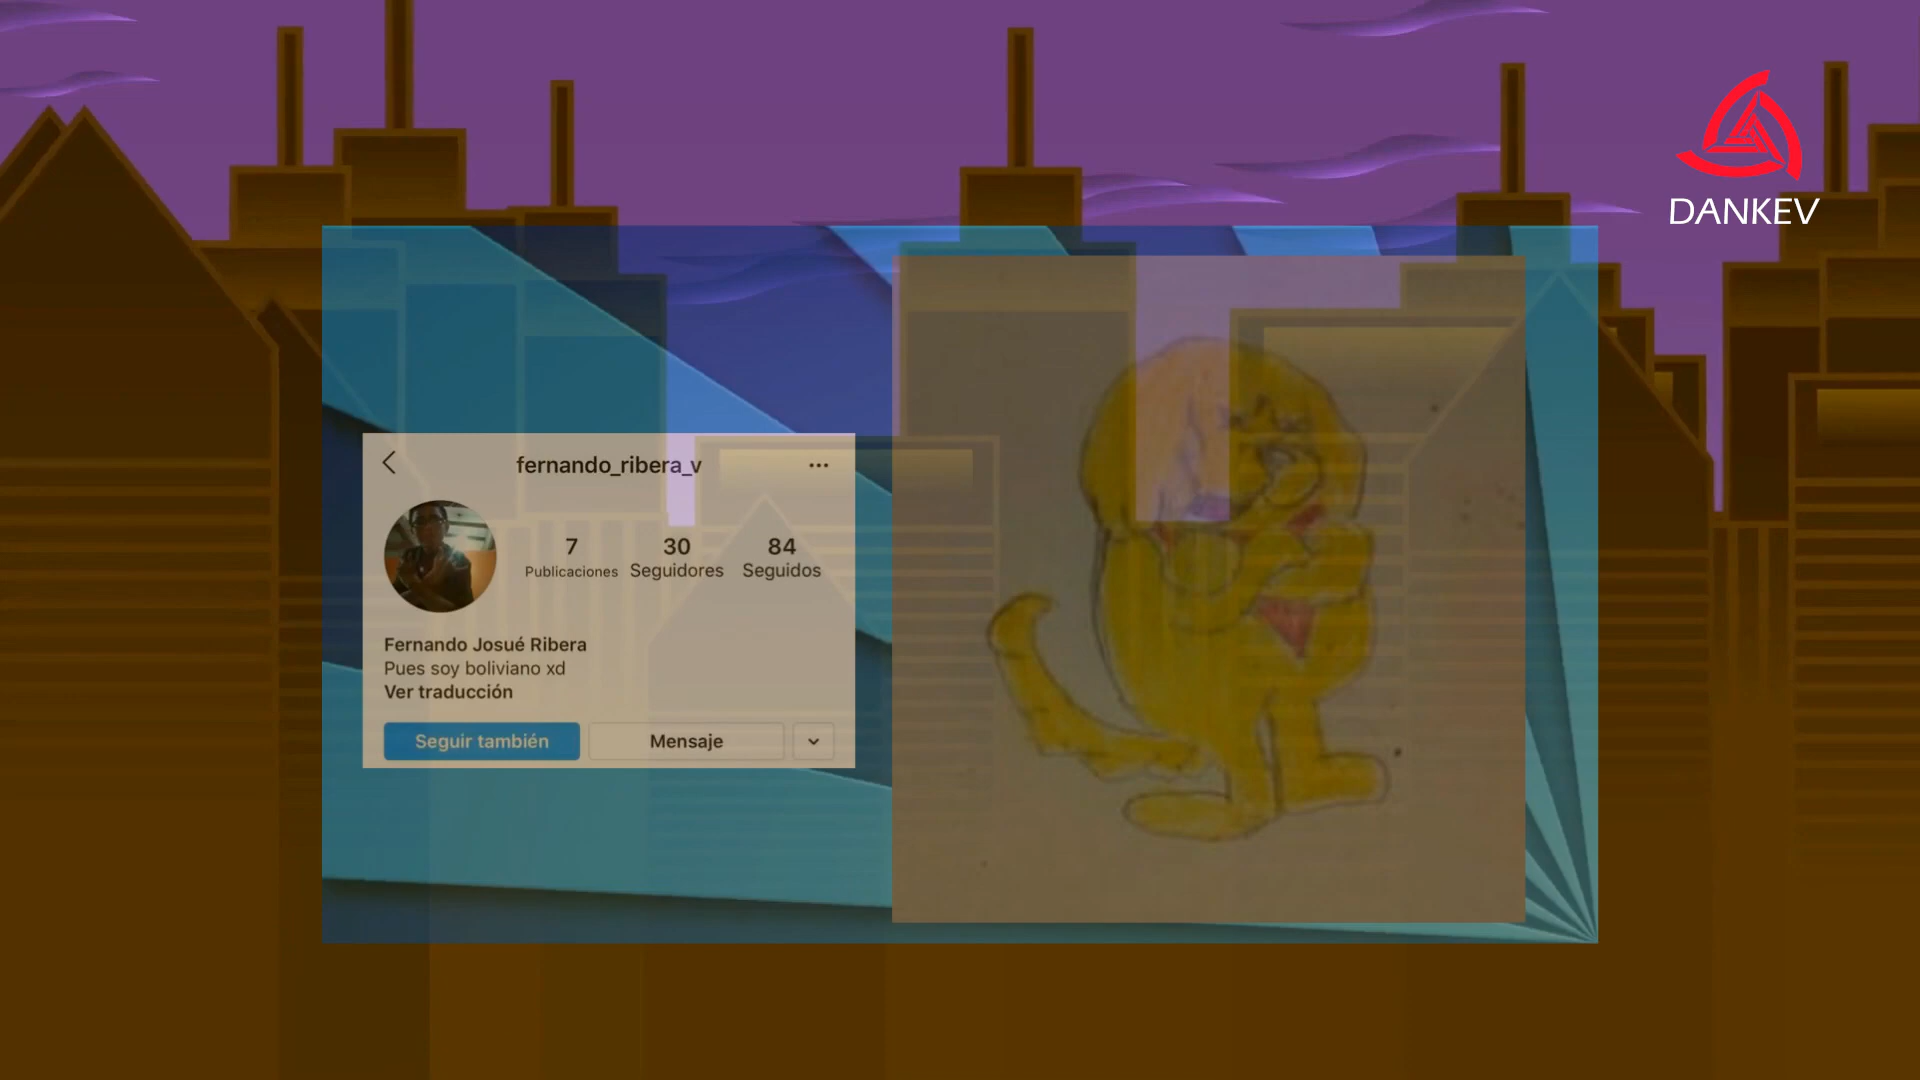 DANKEV
fernando_ribera_v
7
30
84
Publicaciones
Seguidores
Seguidos
Fernando Josué Ribera
Pues soy boliviano xd
Ver traducción
Seguir también
Mensaje